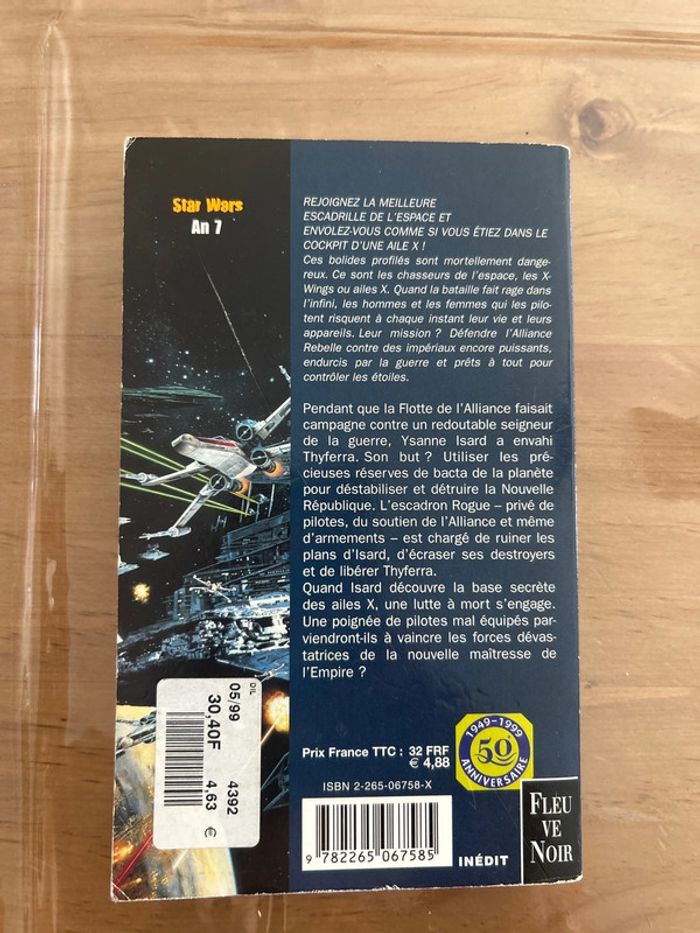 Star Wars
An 7
REJOIGNEZ LA MEILLEURE
ESCADRILLE DE L'ESPACE ET
ENVOLEZ-VOUS COMME SI VOUS ÉTIEZ DANS LE
COCKPIT D'UNE AILE X !
Ces bolides profilés sont mortellement dange-
reux. Ce sont les chasseurs de l'espace, les X-
Wings ou ailes X. Quand la bataille fait rage dans
l'infini, les hommes et les femmes qui les pilo-
tent risquent à chaque instant leur vie et leurs
appareils. Leur mission ? Défendre l'Alliance
Rebelle contre des impériaux encore puissants,
endurcis par la guerre et prêts à tout pour
contrôler les étoiles.
Pendant que la Flotte de l'Alliance faisait
campagne contre un redoutable seigneur
de la guerre, Ysanne Isard a envahi
Thyferra. Son but ? Utiliser les pré-
cieuses réserves de bacta de la planète
pour déstabiliser et détruire la Nouvelle
République. L'escadron Rogue – privé de
pilotes, du soutien de l'Alliance et même
d'armements – est chargé de ruiner les
plans d'Isard, d'écraser ses destroyers
et de libérer Thyferra.
Quand Isard découvre la base secrète
des ailes X, une lutte à mort s'engage.
Une poignée de pilotes mal équipés par-
viendront-ils à vaincre les forces dévas-
tatrices de la nouvelle maîtresse de
l'Empire ?
DIL
05/99 4392
30,40F 4,63 €
Prix France TTC : 32 FRF
€ 4,88
1949-1999
50
ANNIVERSAIRE
ISBN 2-265-06758-X
9 782265 067585
INÉDIT
FLEU
VE
NOIR